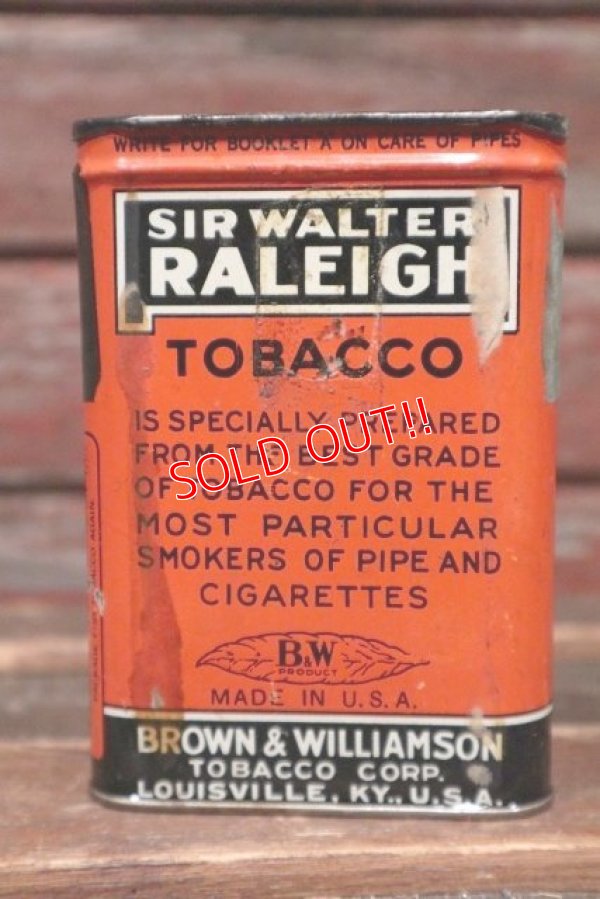 WRITE FOR BOOKLET A ON CARE OF PIPES
SIR WALTER
RALEIGH
TOBACCO
IS SPECIALLY PREPARED
FROM THE BEST GRADE
OF TOBACCO FOR THE
MOST PARTICULAR
SMOKERS OF PIPE AND
CIGARETTES
SOLD OUT!!
B&W
PRODUCT
MADE IN U.S.A.
BROWN & WILLIAMSON
TOBACCO CORP.
LOUISVILLE, KY., U.S.A.